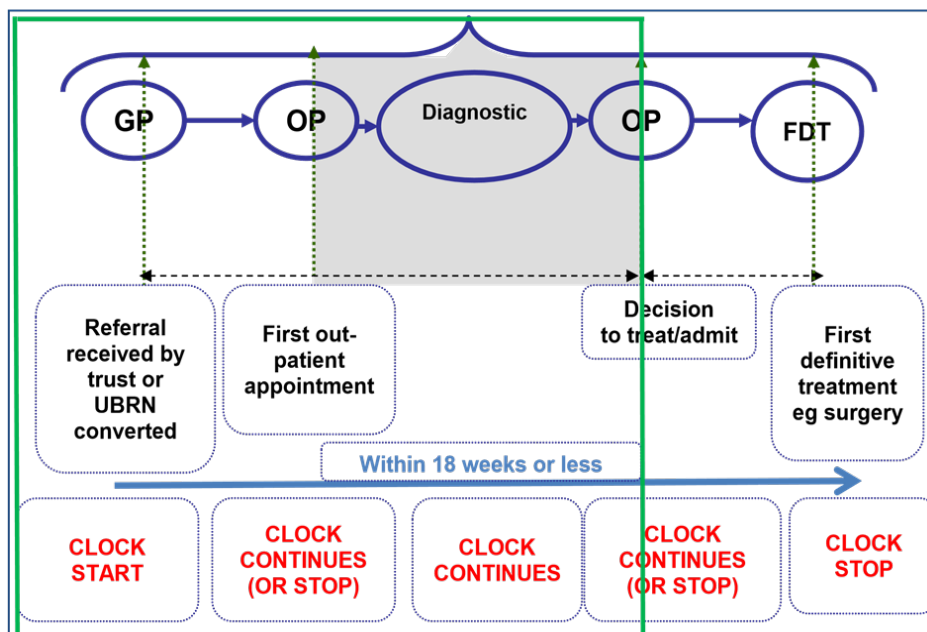 GP
OP
Diagnostic
OP
FDT
Referral
received by
trust or
UBRN
converted
First out-
patient
appointment
Decision
to treat/admit
First
definitive
treatment
eg surgery
Within 18 weeks or less
CLOCK
START
CLOCK
CONTINUES
(OR STOP)
CLOCK
CONTINUES
CLOCK
CONTINUES
(OR STOP)
CLOCK
STOP